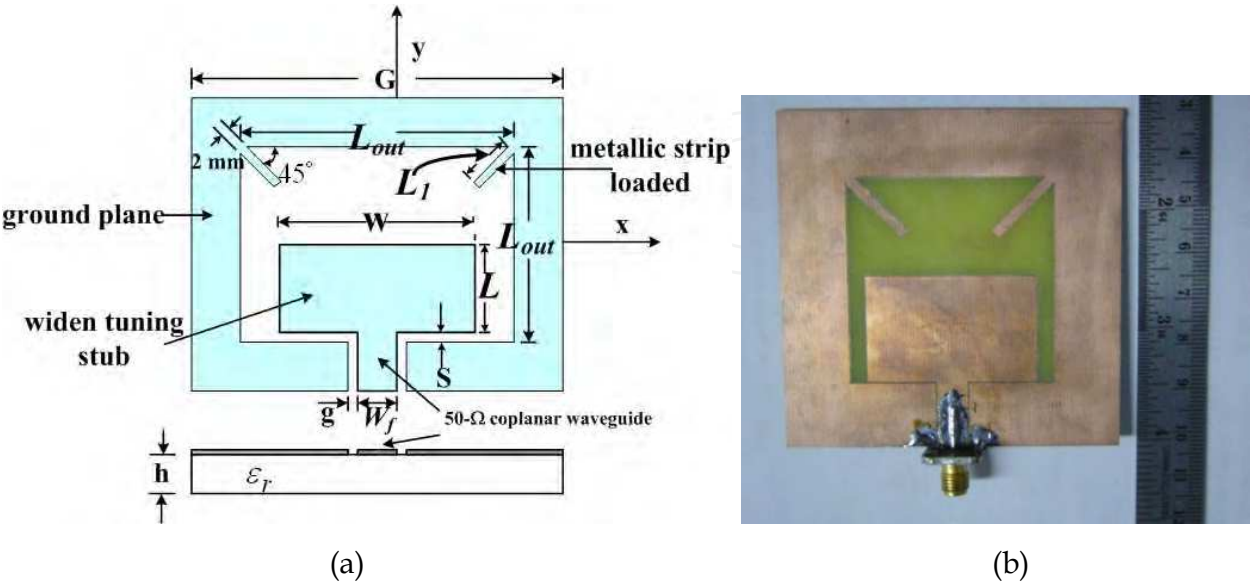 y
G
L_out
2 mm
45°
L_1
metallic strip
loaded
ground plane
W
x
L_out
L
widen tuning
stub
S
g
W_f
50-Ω coplanar waveguide
h
ε_r
(a)
(b)